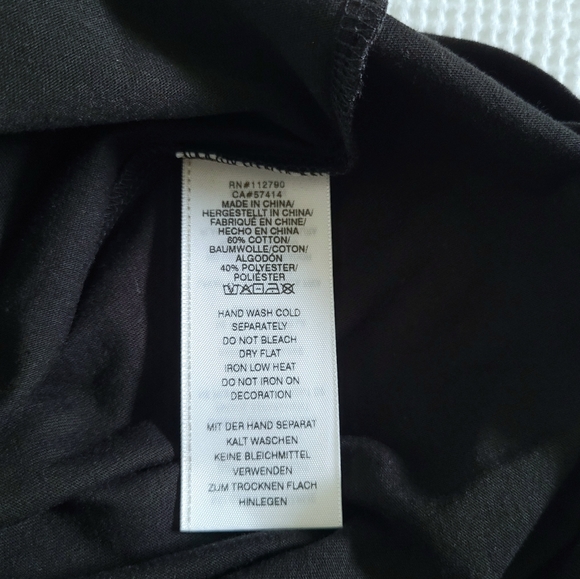 RN#112790
CA#57414
MADE IN CHINA/
HERGESTELLT IN CHINA/
FABRIQUÉ EN CHINE/
HECHO EN CHINA
60% COTTON/
BAUMWOLLE/COTON/
ALGODÓN
40% POLYESTER/
POLIÉSTER
HAND WASH COLD
SEPARATELY
DO NOT BLEACH
DRY FLAT
IRON LOW HEAT
DO NOT IRON ON
DECORATION
MIT DER HAND SEPARAT
KALT WASCHEN
KEINE BLEICHMITTEL
VERWENDEN
ZUM TROCKNEN FLACH
HINLEGEN